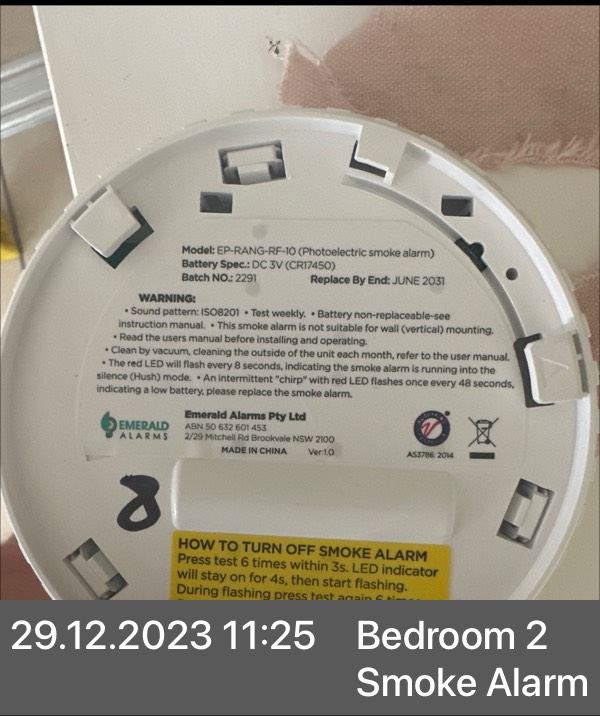 Model: EP-RANG-RF-10 (Photoelectric smoke alarm)
Battery Spec.: DC 3V (CR17450)
Batch NO.: 2291 Replace By End: JUNE 2031
WARNING:
• Sound pattern: ISO8201 • Test weekly. • Battery non-replaceable-see
instruction manual. • This smoke alarm is not suitable for wall (vertical) mounting.
• Read the users manual before installing and operating.
• Clean by vacuum, cleaning the outside of the unit each month, refer to the user manual.
• The red LED will flash every 8 seconds, indicating the smoke alarm is running into the
silence (Hush) mode. • An intermittent "chirp" with red LED flashes once every 48 seconds,
indicating a low battery, please replace the smoke alarm.
EMERALD
ALARMS
Emerald Alarms Pty Ltd
ABN 50 632 601 453
2/29 Mitchell Rd Brookvale NSW 2100
MADE IN CHINA Ver:1.0
AS3786: 2014
8
HOW TO TURN OFF SMOKE ALARM
Press test 6 times within 3s. LED indicator
will stay on for 4s, then start flashing.
During flashing press test again 6
29.12.2023 11:25 Bedroom 2
Smoke Alarm